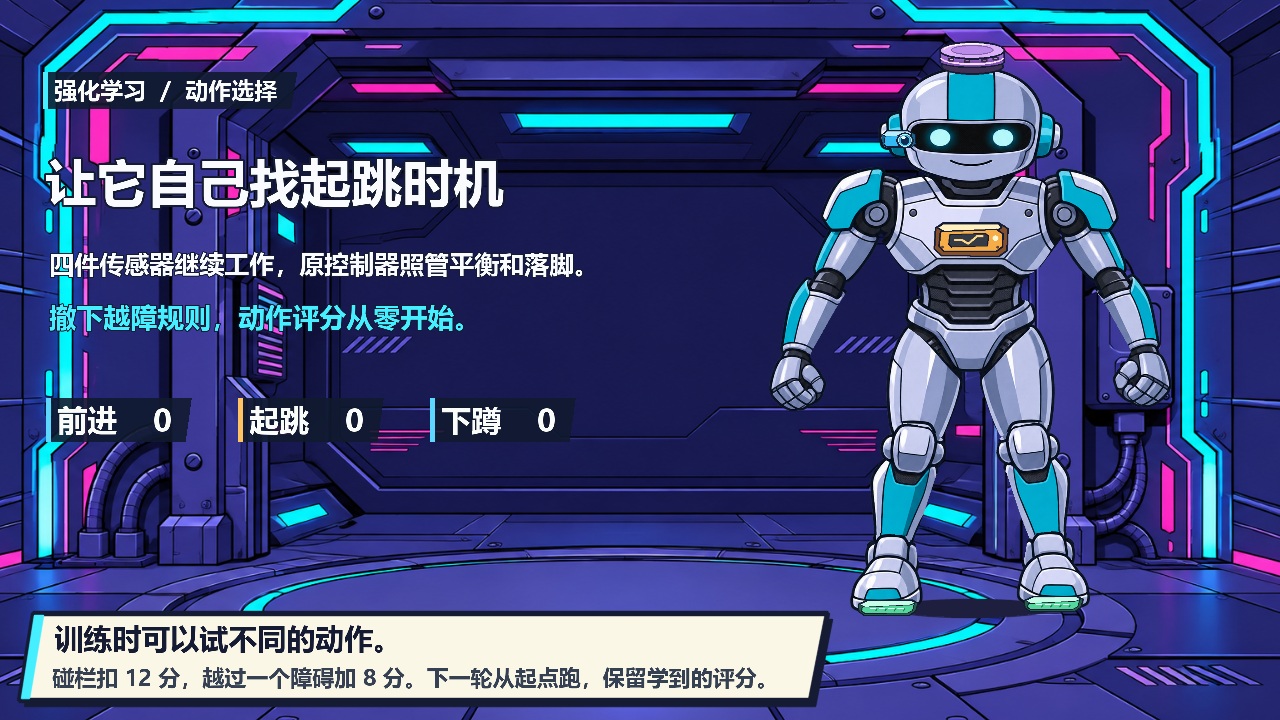 强化学习 / 动作选择
让它自己找起跳时机
四件传感器继续工作，原控制器照管平衡和落脚。
撤下越障规则，动作评分从零开始。
前进 0 起跳 0 下蹲 0
训练时可以试不同的动作。
碰栏扣 12 分，越过一个障碍加 8 分。下一轮从起点跑，保留学到的评分。